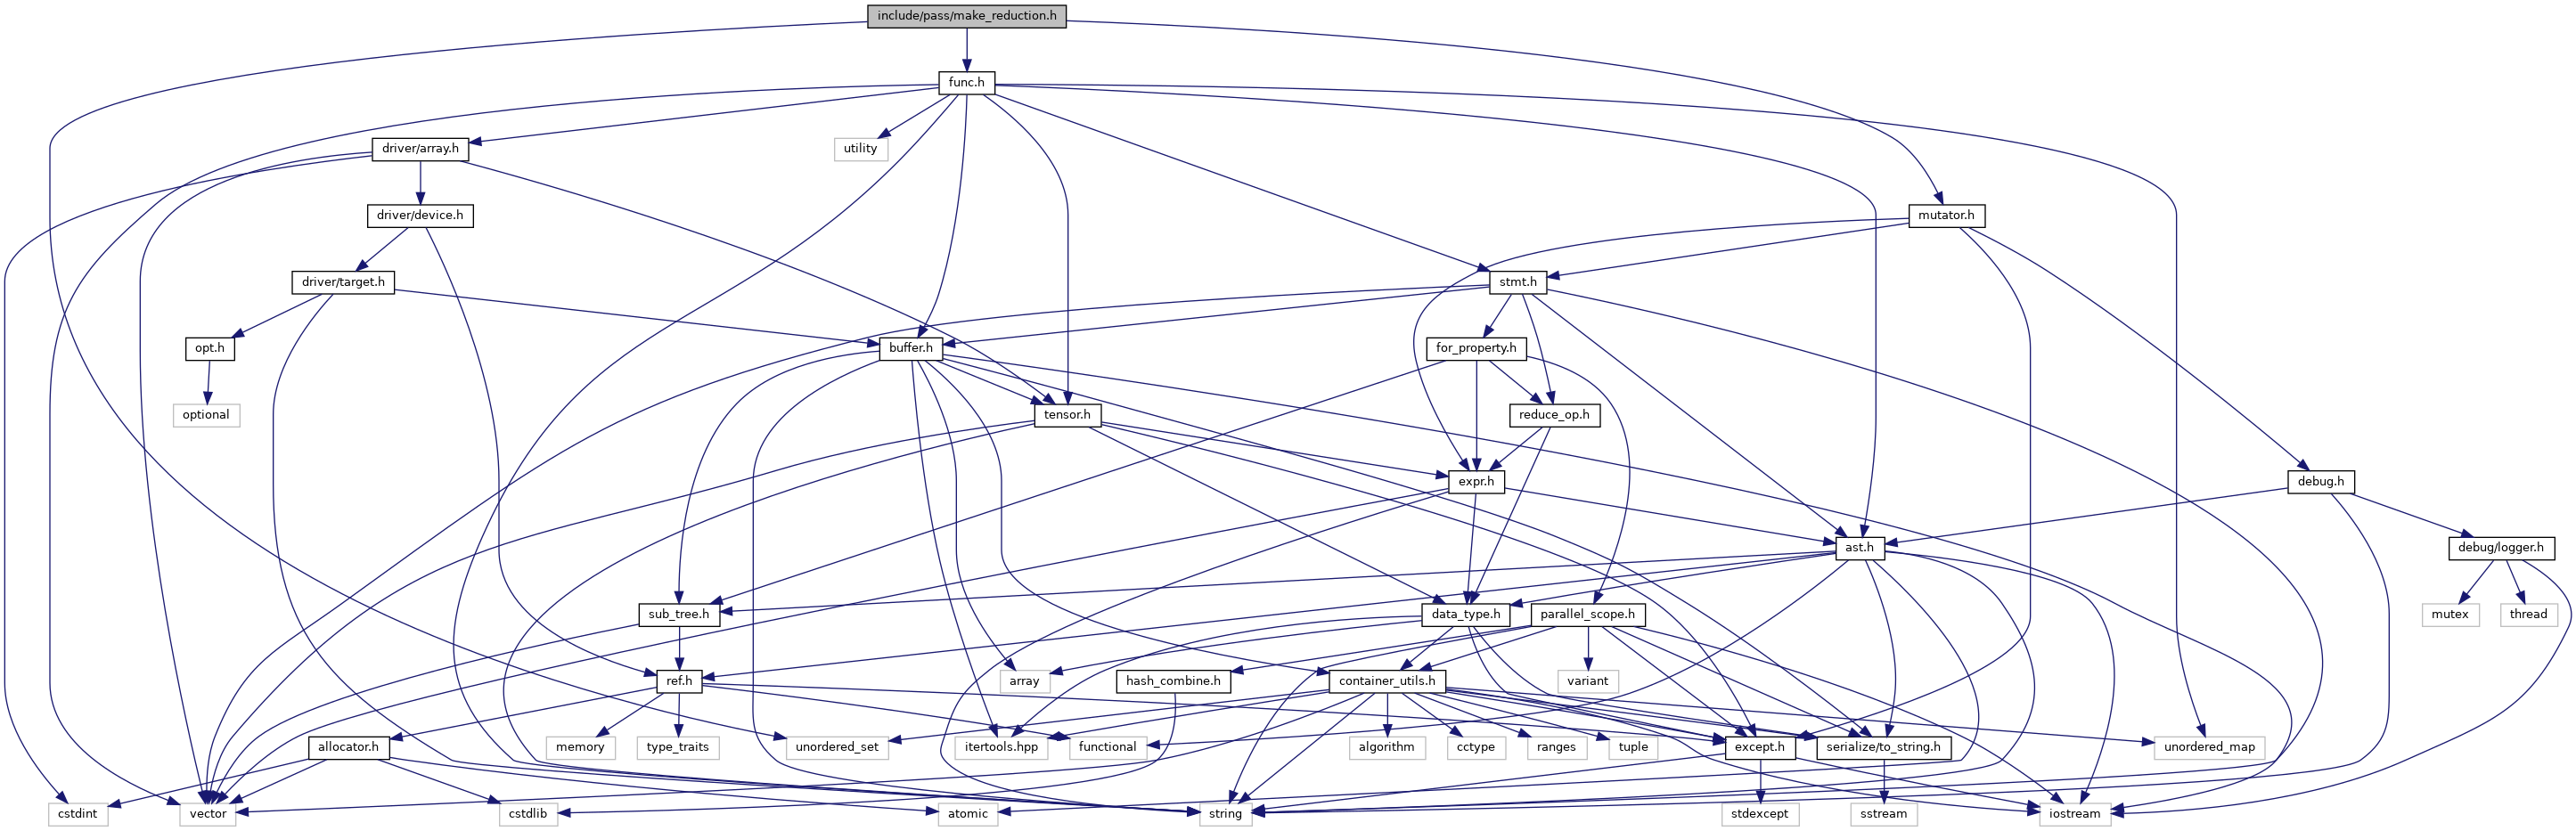 include/pass/make_reduction.h
func.h
driver/array.h
utility
driver/device.h
mutator.h
driver/target.h
stmt.h
opt.h
buffer.h
for_property.h
optional
tensor.h
reduce_op.h
expr.h
debug.h
ast.h
debug/logger.h
sub_tree.h
data_type.h
parallel_scope.h
mutex
thread
ref.h
array
hash_combine.h
container_utils.h
variant
allocator.h
memory
type_traits
unordered_set
itertools.hpp
functional
algorithm
cctype
ranges
tuple
except.h
serialize/to_string.h
unordered_map
cstdint
vector
cstdlib
atomic
string
stdexcept
sstream
iostream